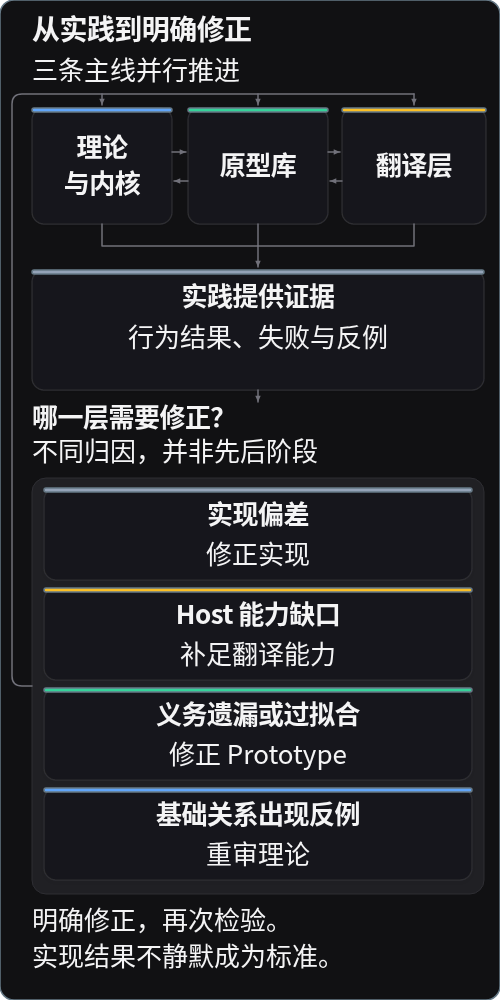 从实践到明确修正
三条主线并行推进
理论
与内核
原型库
翻译层
实践提供证据
行为结果、失败与反例
哪一层需要修正？
不同归因，并非先后阶段
实现偏差
修正实现
Host 能力缺口
补足翻译能力
义务遗漏或过拟合
修正 Prototype
基础关系出现反例
重审理论
明确修正，再次检验。
实现结果不静默成为标准。